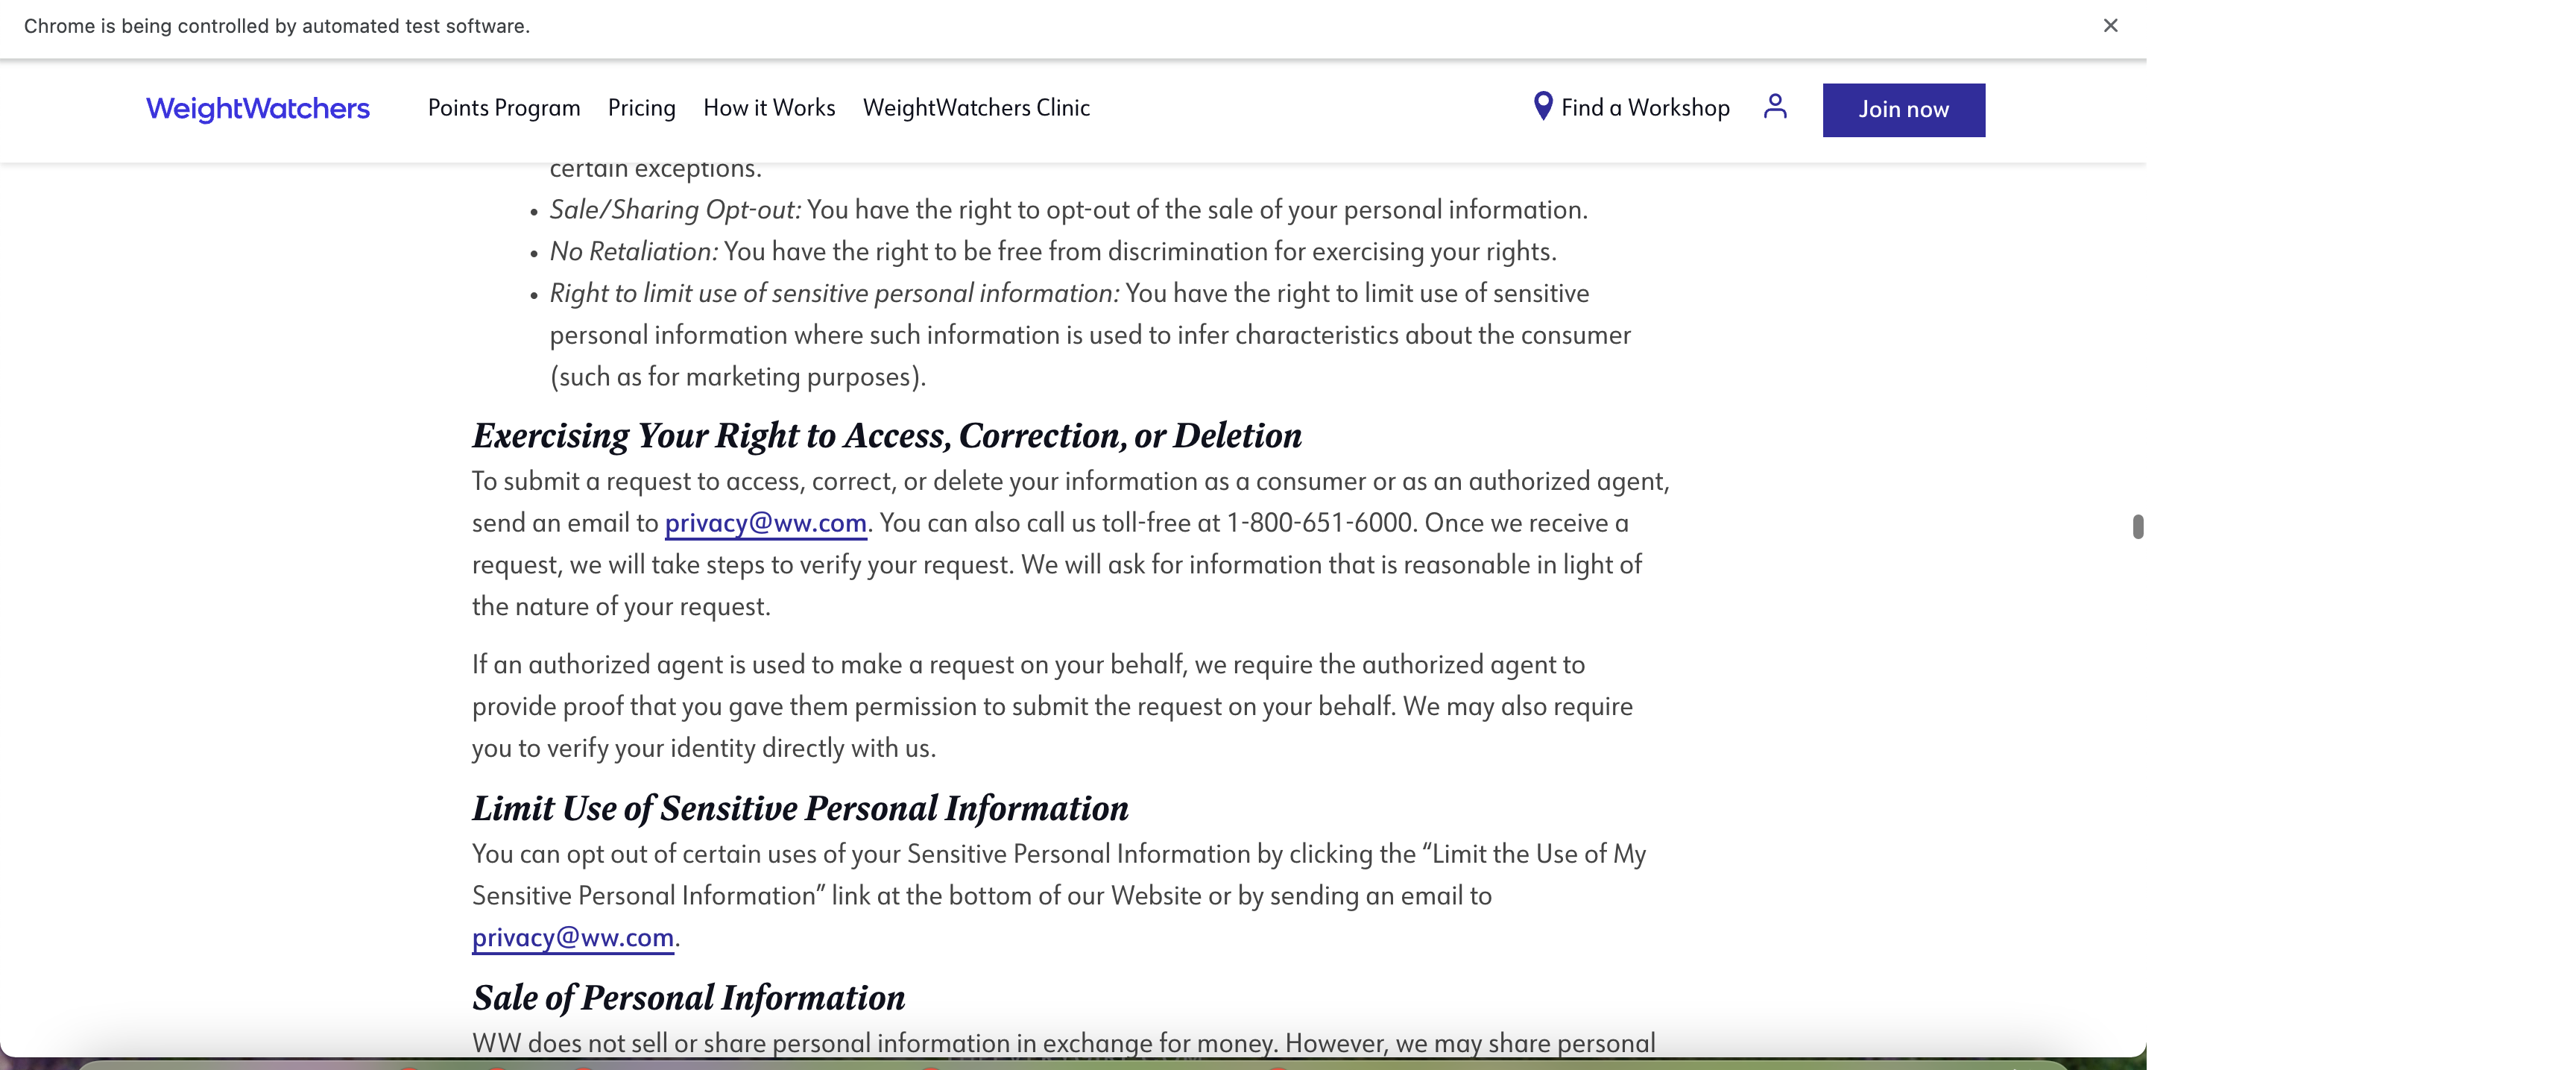 Chrome is being controlled by automated test software.
WeightWatchers Points Program Pricing How it Works WeightWatchers Clinic Find a Workshop Join now
certain exceptions.
• Sale/Sharing Opt-out: You have the right to opt-out of the sale of your personal information.
• No Retaliation: You have the right to be free from discrimination for exercising your rights.
• Right to limit use of sensitive personal information: You have the right to limit use of sensitive
personal information where such information is used to infer characteristics about the consumer
(such as for marketing purposes).
Exercising Your Right to Access, Correction, or Deletion
To submit a request to access, correct, or delete your information as a consumer or as an authorized agent,
send an email to privacy@ww.com. You can also call us toll-free at 1-800-651-6000. Once we receive a
request, we will take steps to verify your request. We will ask for information that is reasonable in light of
the nature of your request.
If an authorized agent is used to make a request on your behalf, we require the authorized agent to
provide proof that you gave them permission to submit the request on your behalf. We may also require
you to verify your identity directly with us.
Limit Use of Sensitive Personal Information
You can opt out of certain uses of your Sensitive Personal Information by clicking the “Limit the Use of My
Sensitive Personal Information” link at the bottom of our Website or by sending an email to
privacy@ww.com.
Sale of Personal Information
WW does not sell or share personal information in exchange for money. However, we may share personal